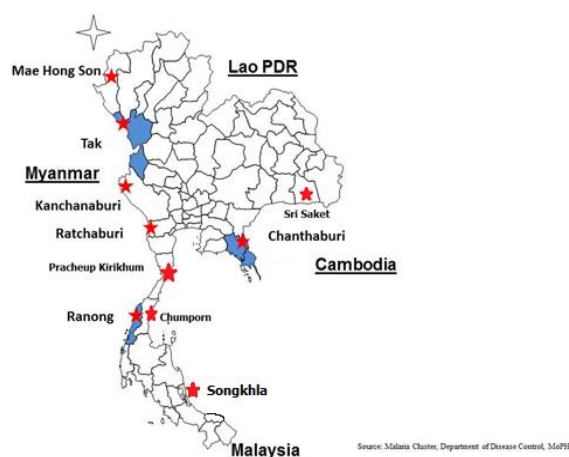 Lao PDR
Mae Hong Son
Tak
Myanmar
Kanchanaburi
Sri Saket
Ratchaburi
Chanthaburi
Pracheup Kirikhum
Cambodia
Ranong
Chumporn
Songkhla
Malaysia
Source: Malaria Cluster, Department of Disease Control, MoPH